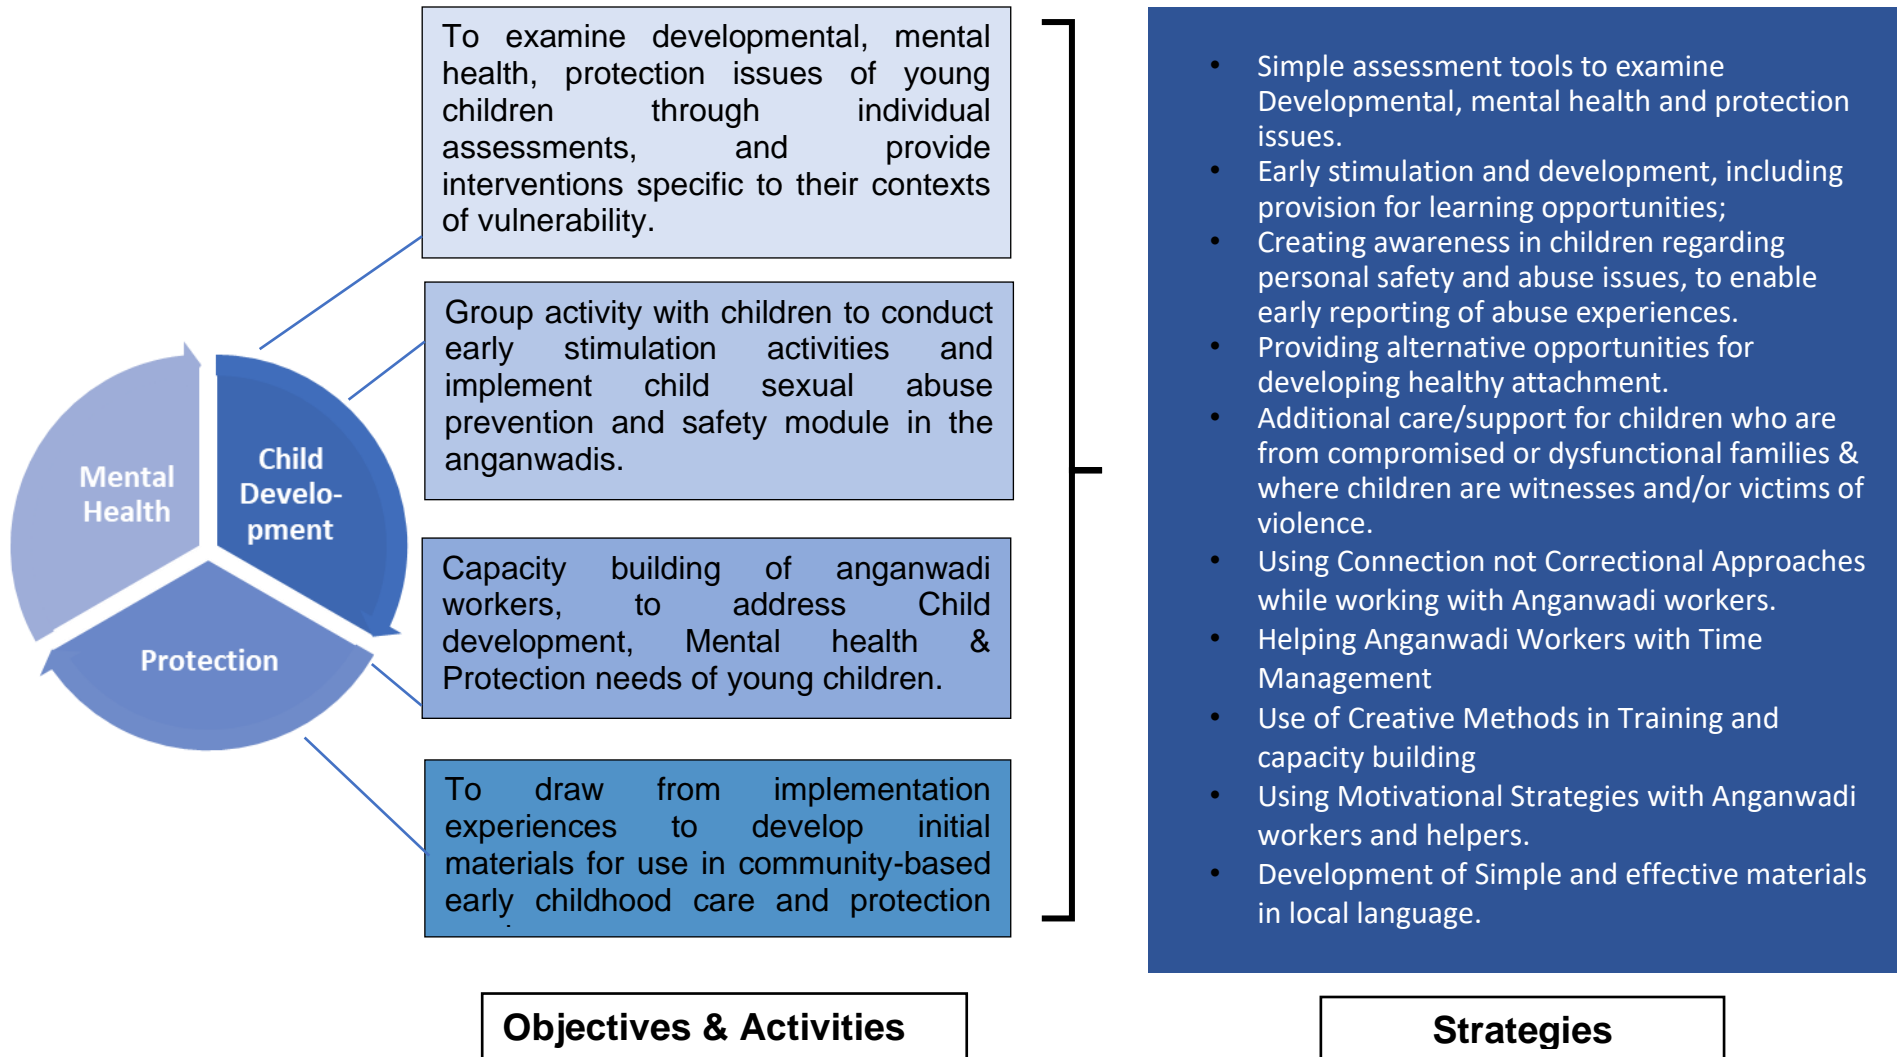 Mental
Health
Child
Develo-
pment
Protection
To examine developmental, mental
health, protection issues of young
children through individual
assessments, and provide
interventions specific to their contexts
of vulnerability.
Group activity with children to conduct
early stimulation activities and
implement child sexual abuse
prevention and safety module in the
anganwadis.
Capacity building of anganwadi
workers, to address Child
development, Mental health &
Protection needs of young children.
To draw from implementation
experiences to develop initial
materials for use in community-based
early childhood care and protection
Objectives & Activities
• Simple assessment tools to examine
Developmental, mental health and protection
issues.
• Early stimulation and development, including
provision for learning opportunities;
• Creating awareness in children regarding
personal safety and abuse issues, to enable
early reporting of abuse experiences.
• Providing alternative opportunities for
developing healthy attachment.
• Additional care/support for children who are
from compromised or dysfunctional families &
where children are witnesses and/or victims of
violence.
• Using Connection not Correctional Approaches
while working with Anganwadi workers.
• Helping Anganwadi Workers with Time
Management
• Use of Creative Methods in Training and
capacity building
• Using Motivational Strategies with Anganwadi
workers and helpers.
• Development of Simple and effective materials
in local language.
Strategies